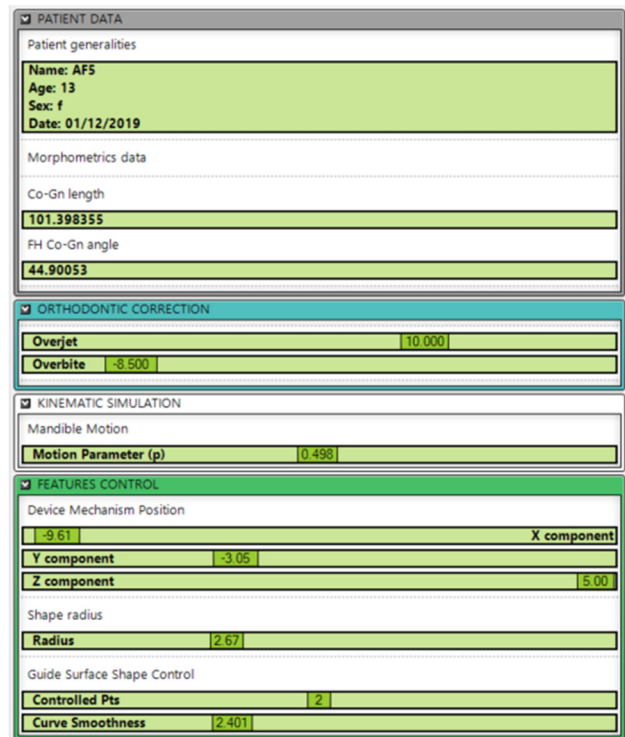 PATIENT DATA
Patient generalities
Name: AF5
Age: 13
Sex: f
Date: 01/12/2019
Morphometrics data
Co-Gn length
101.398355
FH Co-Gn angle
44.90053
ORTHODONTIC CORRECTION
Overjet 10.000
Overbite -8.500
KINEMATIC SIMULATION
Mandible Motion
Motion Parameter (p) 0.498
FEATURES CONTROL
Device Mechanism Position
-9.61 X component
Y component -3.05
Z component 5.00
Shape radius
Radius 2.67
Guide Surface Shape Control
Controlled Pts 2
Curve Smoothness 2.401